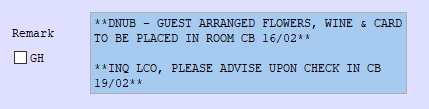 **DNUB - GUEST ARRANGED FLOWERS, WINE & CARD
TO BE PLACED IN ROOM CB 16/02**
Remark
GH
**INQ LCO, PLEASE ADVISE UPON CHECK IN CB
19/02**